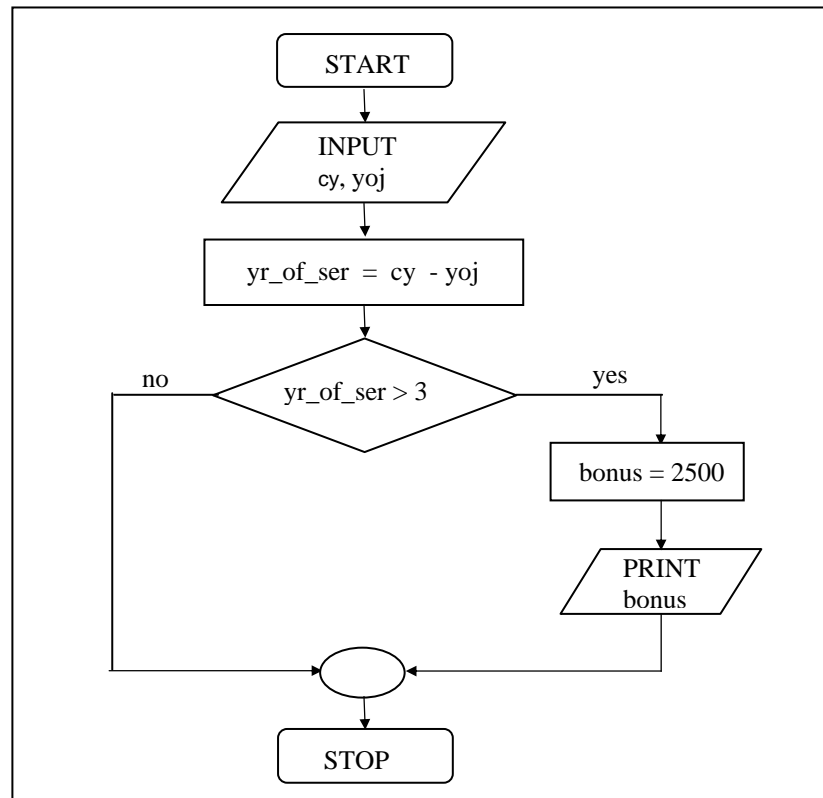 START
INPUT
cy, yoj
yr_of_ser = cy - yoj
no
yr_of_ser > 3
yes
bonus = 2500
PRINT
bonus
STOP